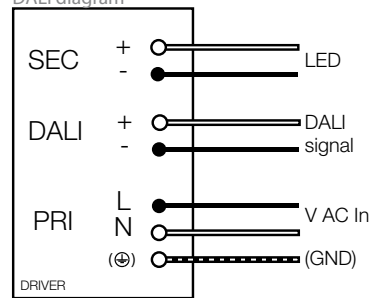 DALI diagram
SEC + LED
-
DALI + DALI
- signal
PRI L V AC In
N
(⏚) (GND)
DRIVER